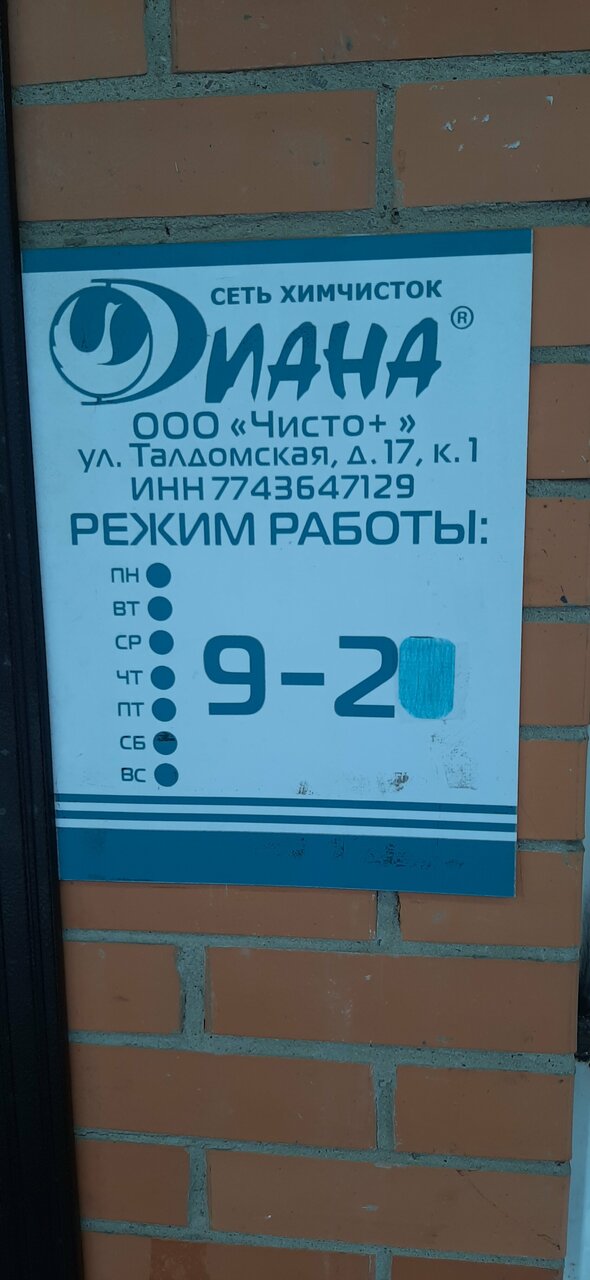 СЕТЬ ХИМЧИСТОК
ДИАНА ®
ООО «Чисто+ »
ул. Талдомская, д.17, к.1
ИНН 7743647129
РЕЖИМ РАБОТЫ:
ПН
ВТ
СР
ЧТ
ПТ
СБ
ВС
9-2